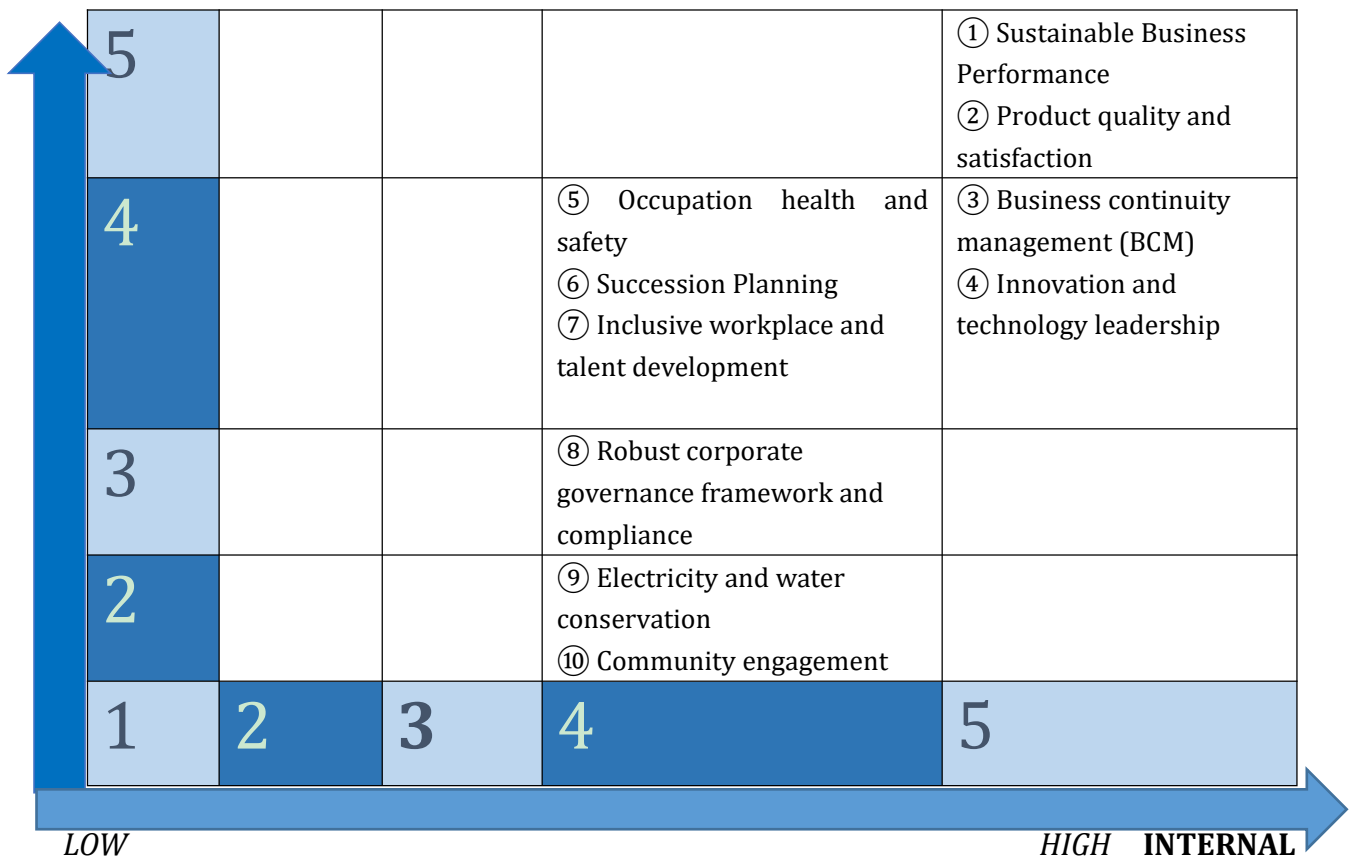 5
① Sustainable Business
Performance
② Product quality and
satisfaction
4
⑤ Occupation health and
safety
⑥ Succession Planning
⑦ Inclusive workplace and
talent development
③ Business continuity
management (BCM)
④ Innovation and
technology leadership
3
⑧ Robust corporate
governance framework and
compliance
2
⑨ Electricity and water
conservation
⑩ Community engagement
1 2 3 4 5
LOW HIGH INTERNAL